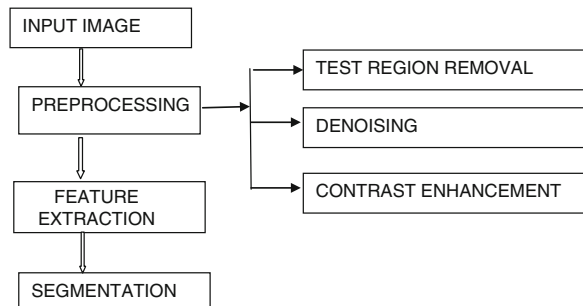 INPUT IMAGE
PREPROCESSING
FEATURE
EXTRACTION
SEGMENTATION
TEST REGION REMOVAL
DENOISING
CONTRAST ENHANCEMENT